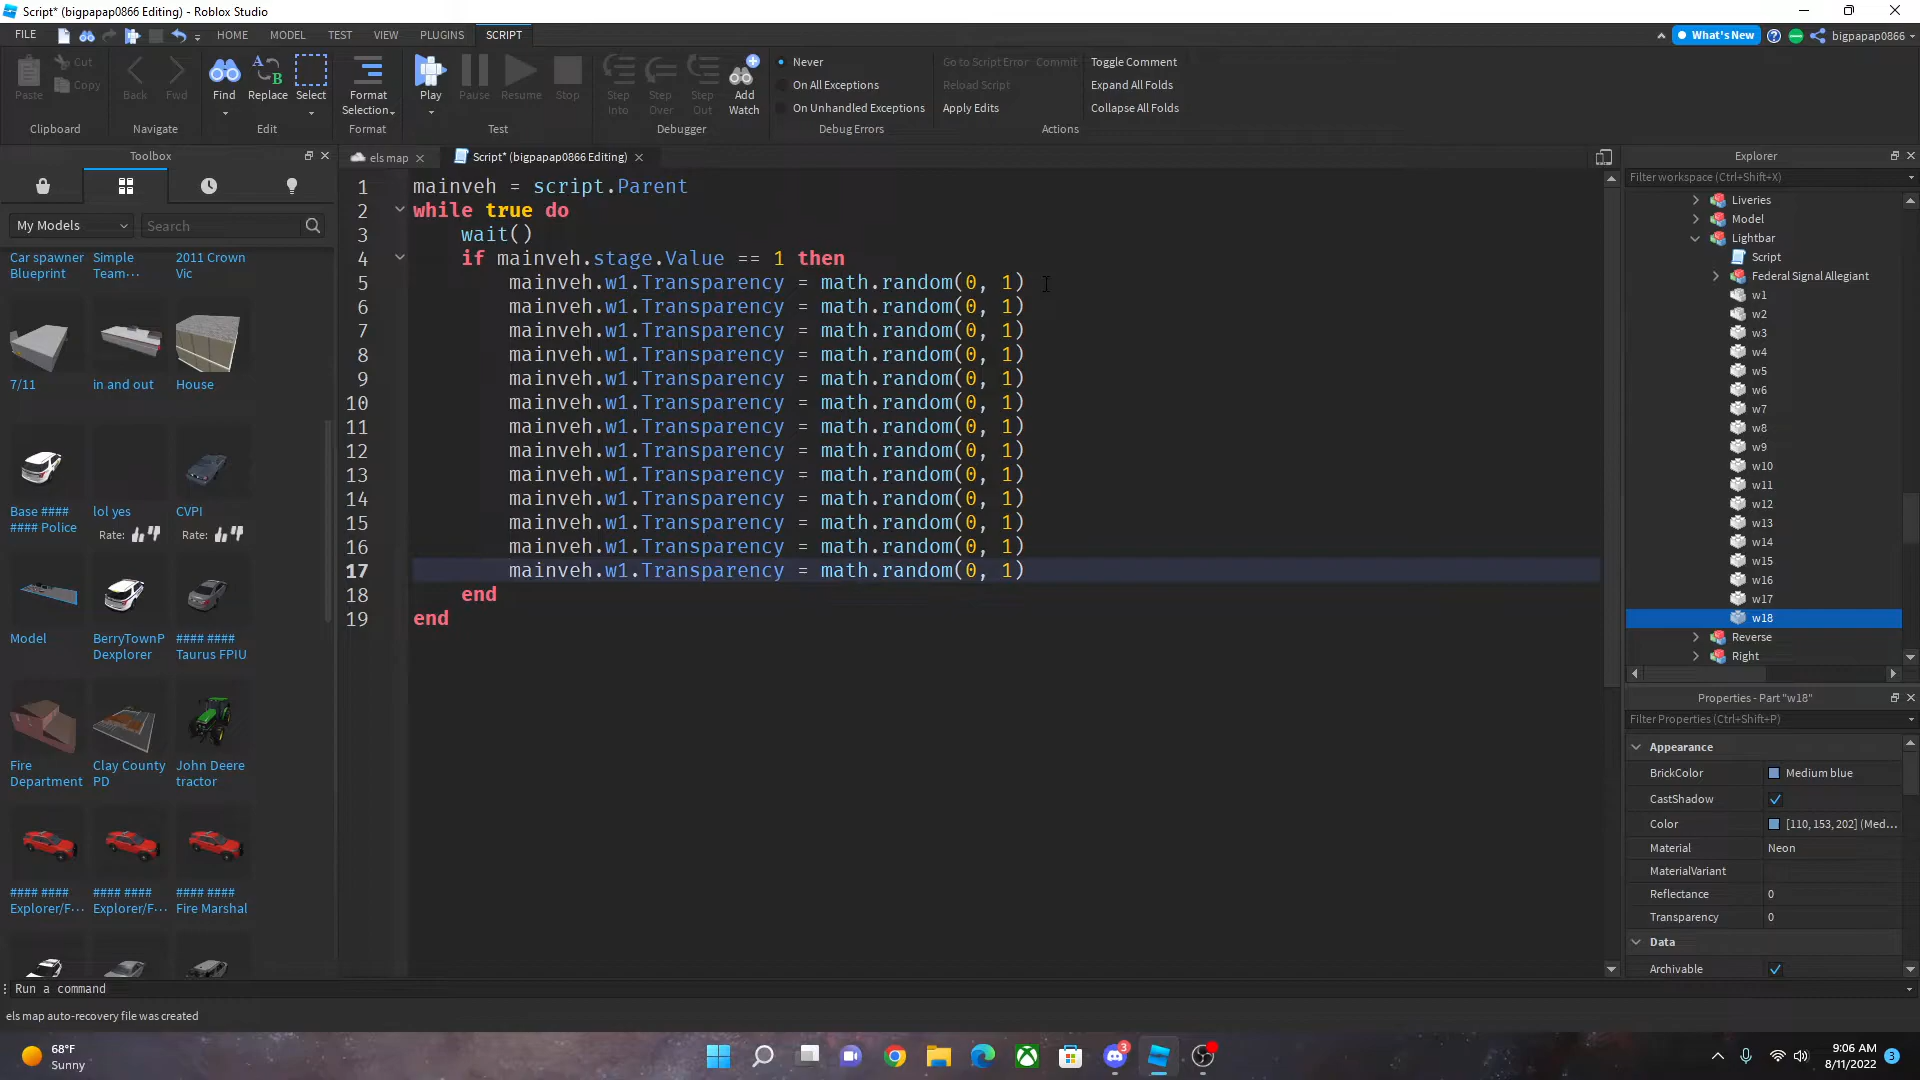 Script* (bigpapap0866 Editing) - Roblox Studio
FILE
HOME
MODEL
TEST
VIEW
PLUGINS
SCRIPT
What's New
bigpapap0866
Paste
Cut
Copy
Clipboard
Back
Fwd
Navigate
Find
Replace
Select
Edit
Format
Selection
Format
Play
Pause
Resume
Stop
Test
Step
Into
Step
Over
Step
Out
Add
Watch
Debugger
Never
On All Exceptions
On Unhandled Exceptions
Debug Errors
Go to Script Error
Commit
Reload Script
Apply Edits
Toggle Comment
Expand All Folds
Collapse All Folds
Actions
Toolbox
My Models
Search
Car spawner
Blueprint
Simple
Team...
2011 Crown
Vic
7/11
in and out
House
Base ####
#### Police
lol yes
Rate:
CVPI
Rate:
Model
BerryTownP
Dexplorer
#### ####
Taurus FPIU
Fire
Department
Clay County
PD
John Deere
tractor
#### ####
Explorer/F...
#### ####
Explorer/F...
#### ####
Fire Marshal
els map
Script* (bigpapap0866 Editing)
1 mainveh = script.Parent
2 while true do
3 wait()
4 if mainveh.stage.Value == 1 then
5 mainveh.w1.Transparency = math.random(0, 1)
6 mainveh.w1.Transparency = math.random(0, 1)
7 mainveh.w1.Transparency = math.random(0, 1)
8 mainveh.w1.Transparency = math.random(0, 1)
9 mainveh.w1.Transparency = math.random(0, 1)
10 mainveh.w1.Transparency = math.random(0, 1)
11 mainveh.w1.Transparency = math.random(0, 1)
12 mainveh.w1.Transparency = math.random(0, 1)
13 mainveh.w1.Transparency = math.random(0, 1)
14 mainveh.w1.Transparency = math.random(0, 1)
15 mainveh.w1.Transparency = math.random(0, 1)
16 mainveh.w1.Transparency = math.random(0, 1)
17 mainveh.w1.Transparency = math.random(0, 1)
18 end
19 end
Explorer
Filter workspace (Ctrl+Shift+X)
Liveries
Model
Lightbar
Script
Federal Signal Allegiant
w1
w2
w3
w4
w5
w6
w7
w8
w9
w10
w11
w12
w13
w14
w15
w16
w17
w18
Reverse
Right
Properties - Part "w18"
Filter Properties (Ctrl+Shift+P)
Appearance
BrickColor Medium blue
CastShadow
Color [110, 153, 202] (Med...
Material Neon
MaterialVariant
Reflectance 0
Transparency 0
Data
Archivable
Run a command
els map auto-recovery file was created
68°F
Sunny
3
9:06 AM
8/11/2022
3